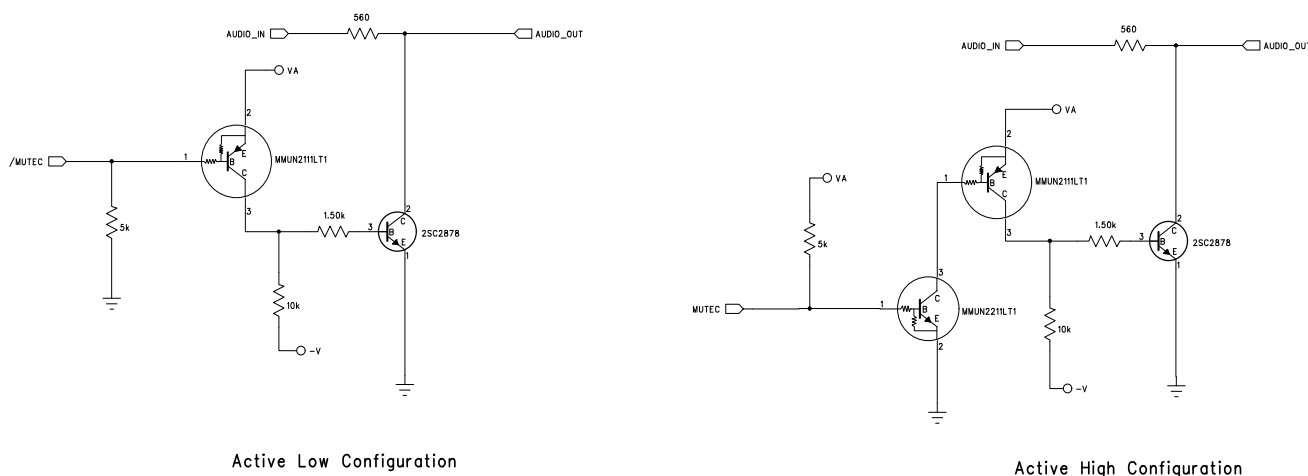 560
AUDIO_IN
AUDIO_OUT
VA
2
/MUTEC
1
B
E
C
MMUN2111LT1
3
5k
1.50k
3
B
C
E
2
1
2SC2878
10k
-V
Active Low Configuration
560
AUDIO_IN
AUDIO_OUT
VA
2
VA
1
B
E
C
MMUN2111LT1
3
5k
1.50k
3
B
C
E
2
1
2SC2878
3
MUTEC
1
B
C
E
MMUN2211LT1
2
10k
-V
Active High Configuration